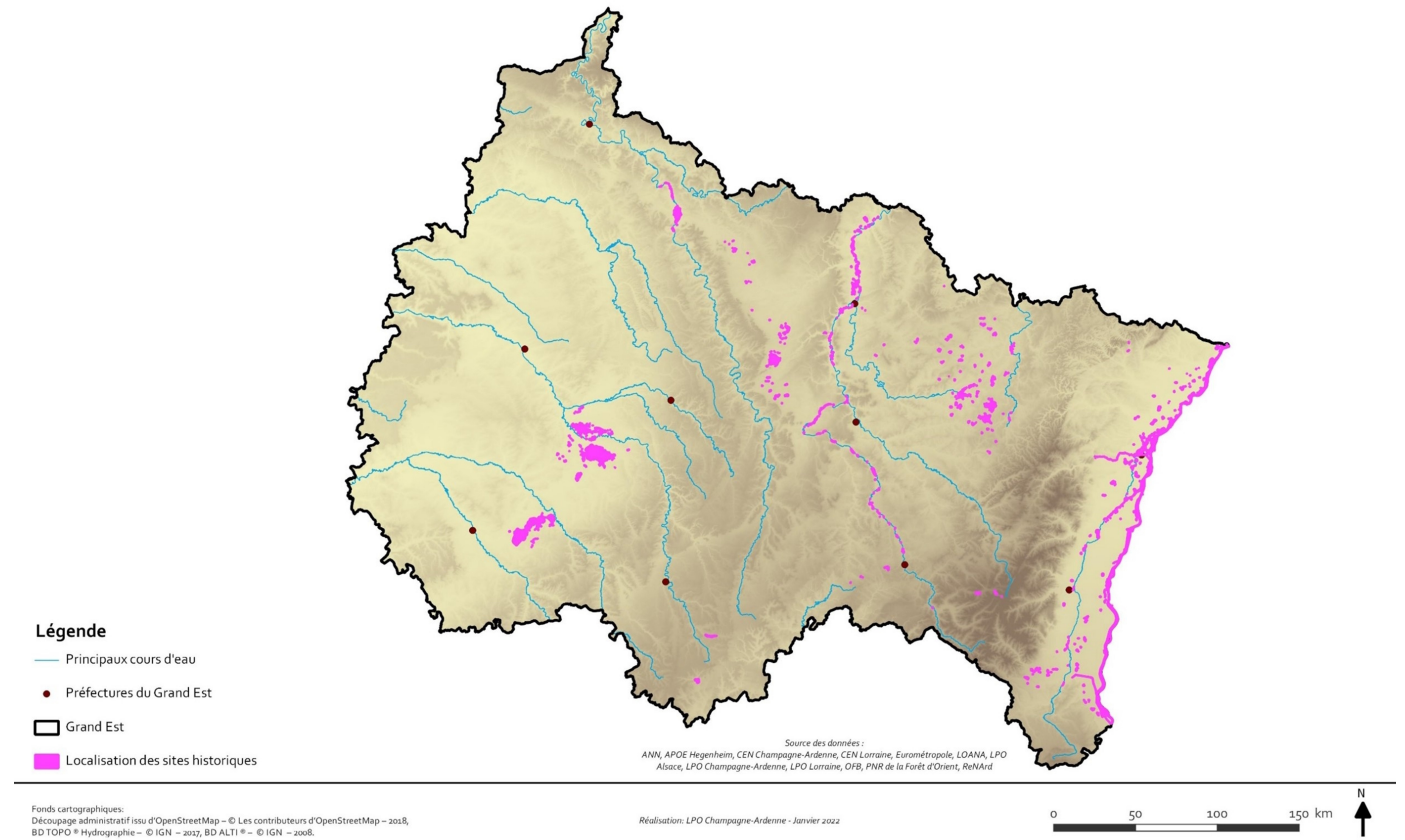 Légende
Principaux cours d'eau
Préfectures du Grand Est
Grand Est
Localisation des sites historiques
Source des données :
ANN, APOE Hegenheim, CEN Champagne-Ardenne, CEN Lorraine, Eurométropole, LOANA, LPO
Alsace, LPO Champagne-Ardenne, LPO Lorraine, OFB, PNR de la Forêt d'Orient, ReNArd
Fonds cartographiques:
Découpage administratif issu d'OpenStreetMap – © Les contributeurs d'OpenStreetMap – 2018,
BD TOPO ® Hydrographie – © IGN – 2017, BD ALTI ® – © IGN – 2008.
Réalisation: LPO Champagne-Ardenne - Janvier 2022
0 50 100 150 km
N